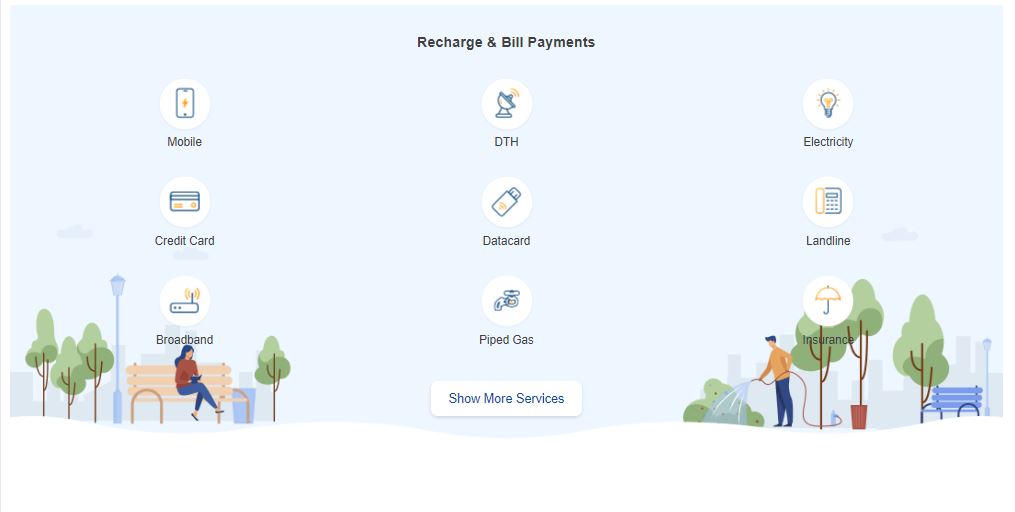 Recharge & Bill Payments
Mobile
DTH
Electricity
Credit Card
Datacard
Landline
Broadband
Piped Gas
Insurance
Show More Services